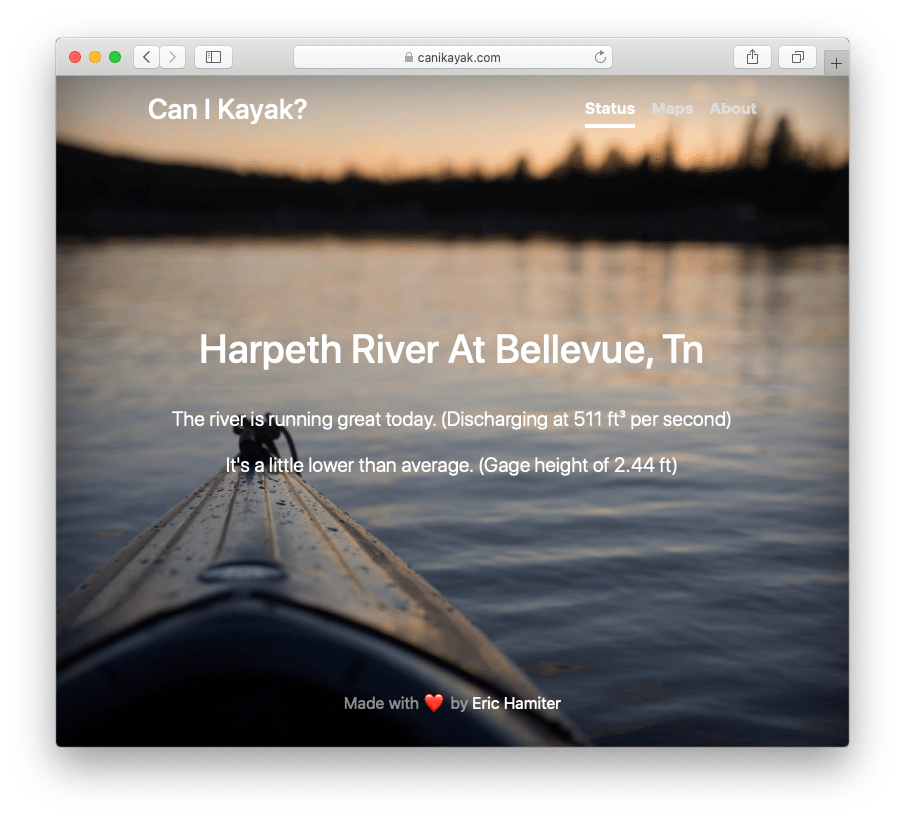 canikayak.com
Can I Kayak?
Status Maps About
Harpeth River At Bellevue, Tn
The river is running great today. (Discharging at 511 ft³ per second)
It's a little lower than average. (Gage height of 2.44 ft)
Made with ❤️ by Eric Hamiter